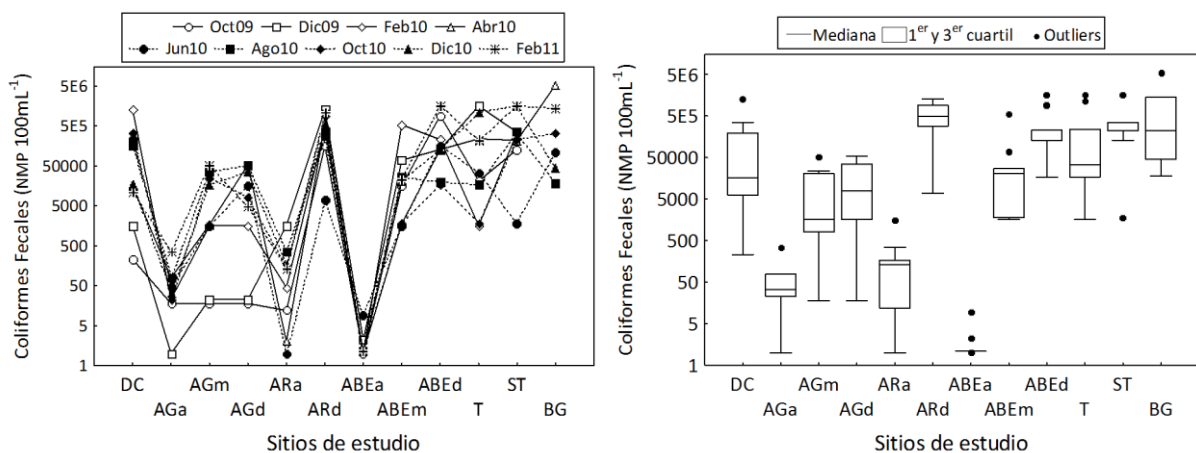 Oct09 Dic09 Feb10 Abr10
Jun10 Ago10 Oct10 Dic10 Feb11
Coliformes Fecales (NMP 100mL⁻¹)
5E6
5E5
50000
5000
500
50
5
1
DC AGm ARa ABEa ABEd ST
AGa AGd ARd ABEm T BG
Sitios de estudio
Mediana 1er y 3er cuartil Outliers
Coliformes Fecales (NMP 100mL⁻¹)
5E6
5E5
50000
5000
500
50
5
1
DC AGm ARa ABEa ABEd ST
AGa AGd ARd ABEm T BG
Sitios de estudio